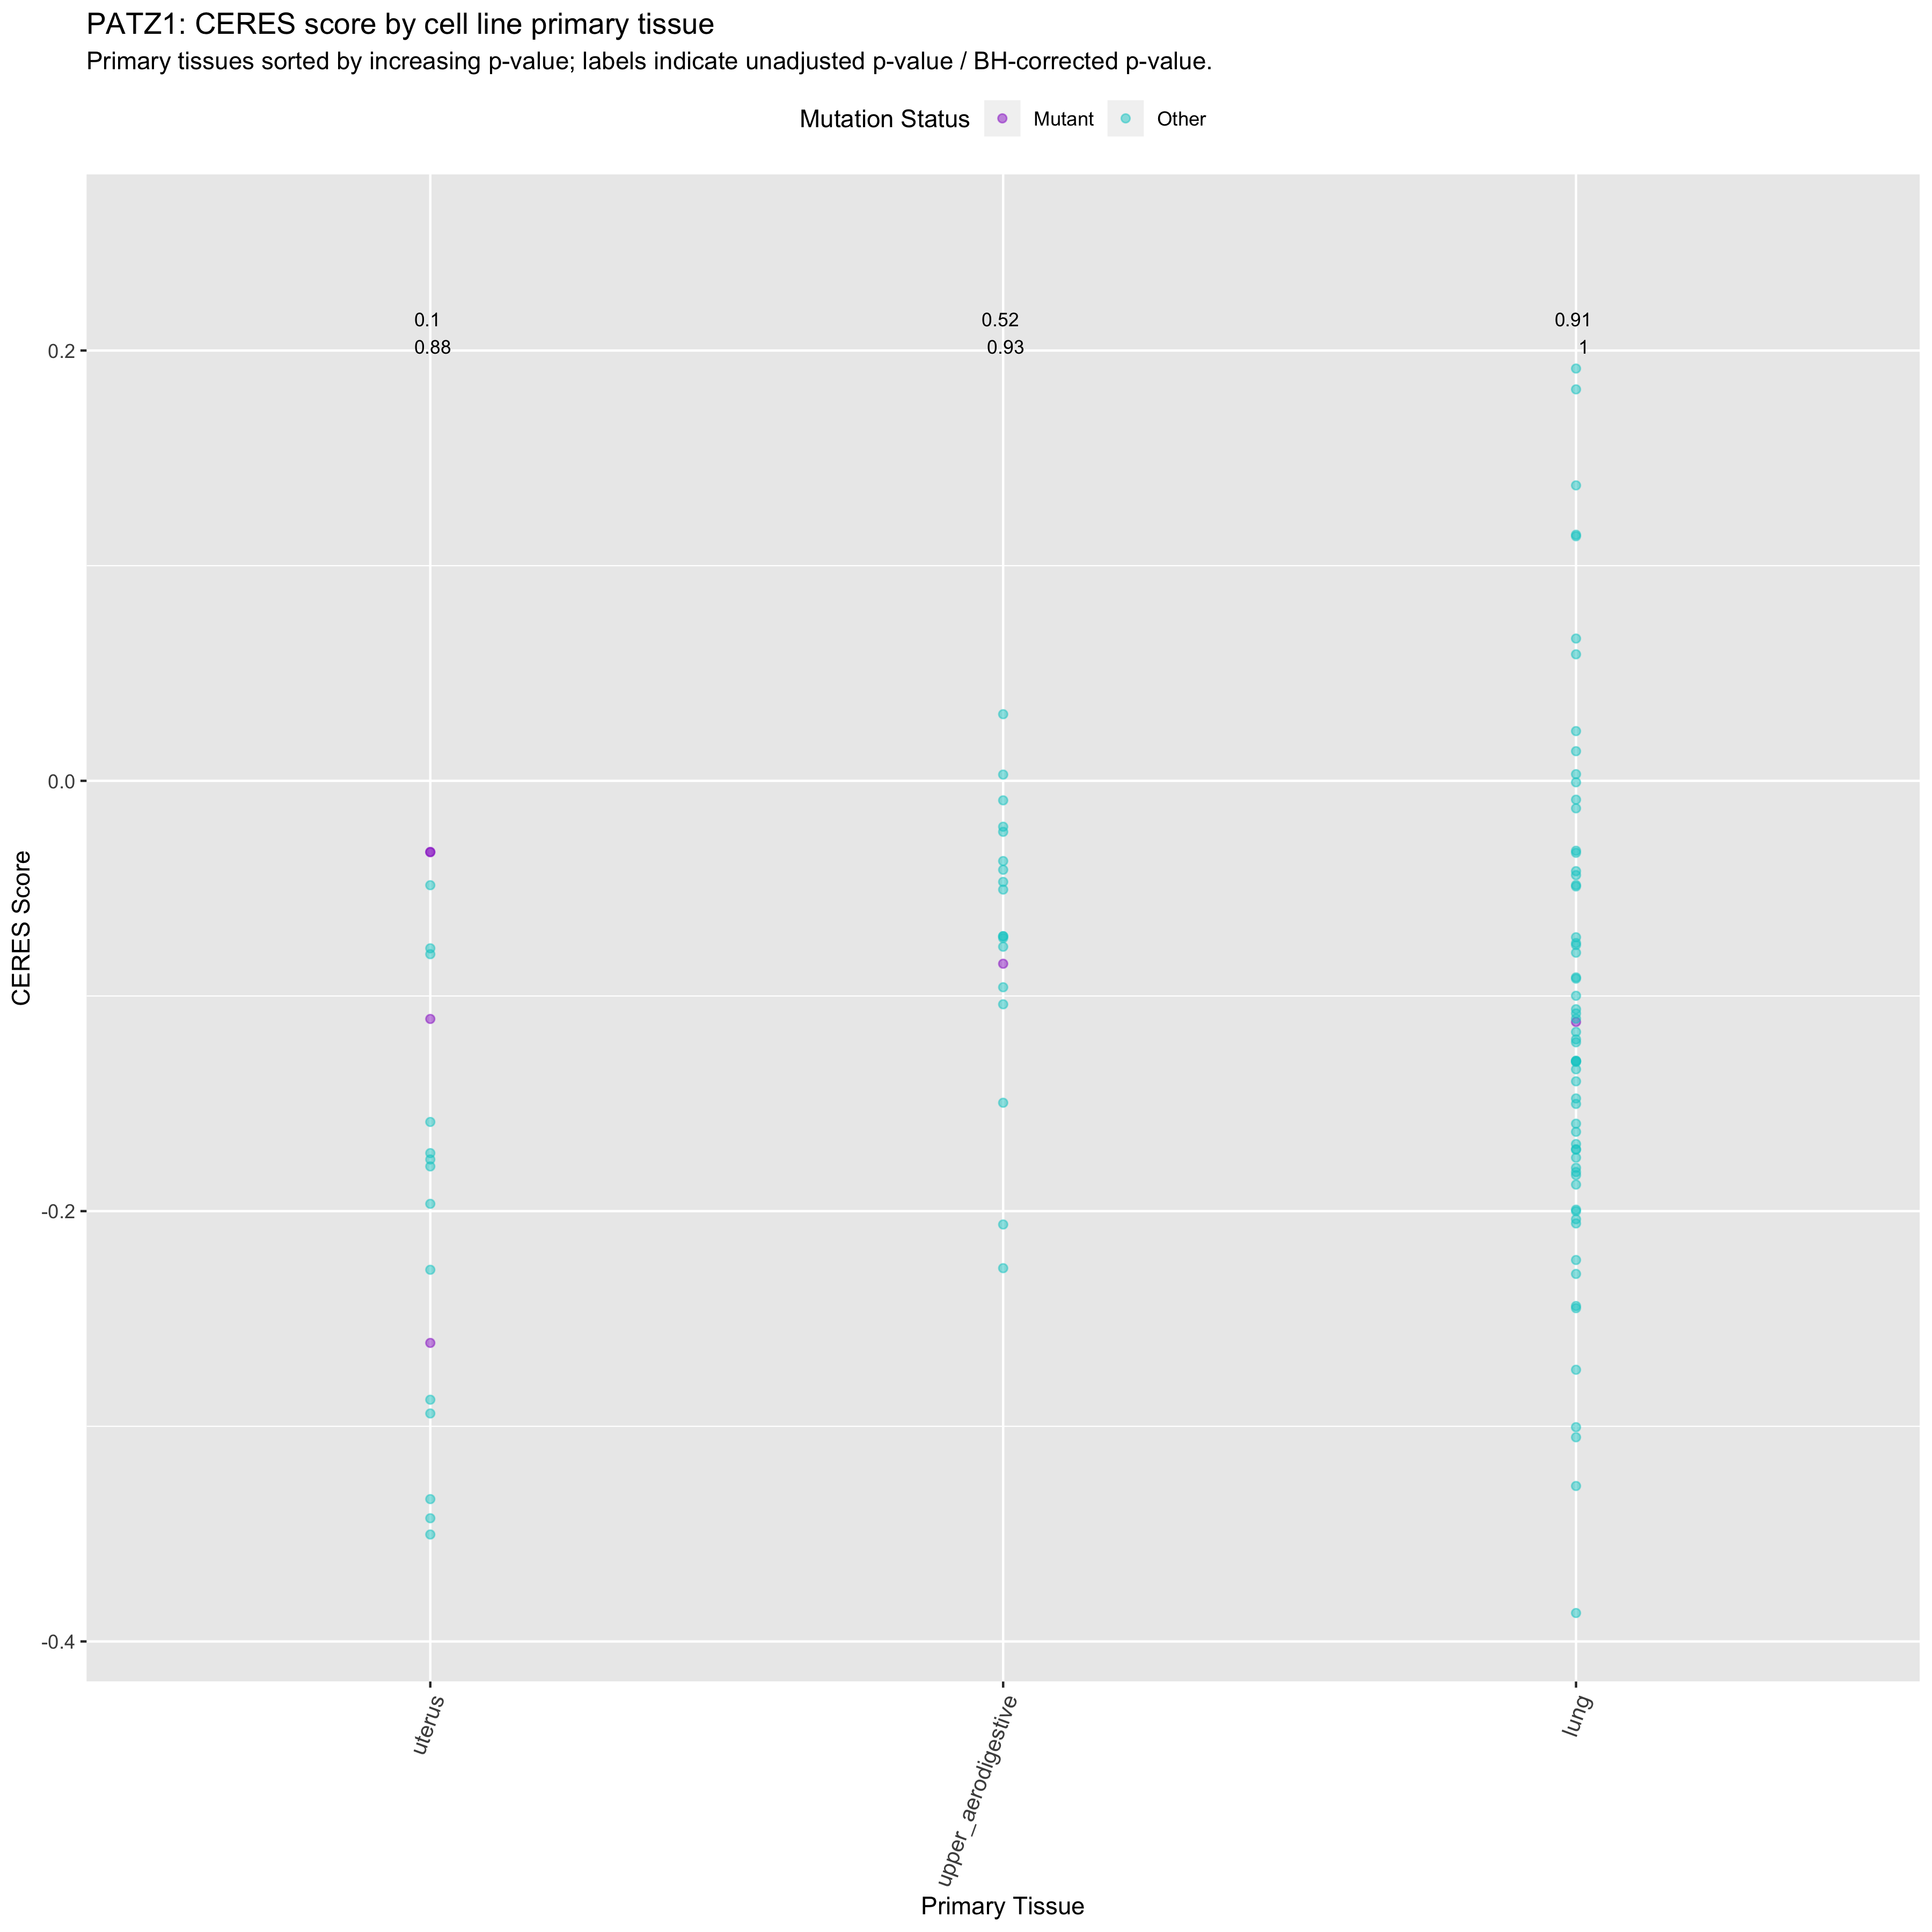 PATZ1: CERES score by cell line primary tissue
Primary tissues sorted by increasing p-value; labels indicate unadjusted p-value / BH-corrected p-value.
Mutation Status Mutant Other
0.1 0.52 0.91
0.88 0.93 1
0.2
0.0
-0.2
-0.4
CERES Score
uterus
upper_aerodigestive
lung
Primary Tissue